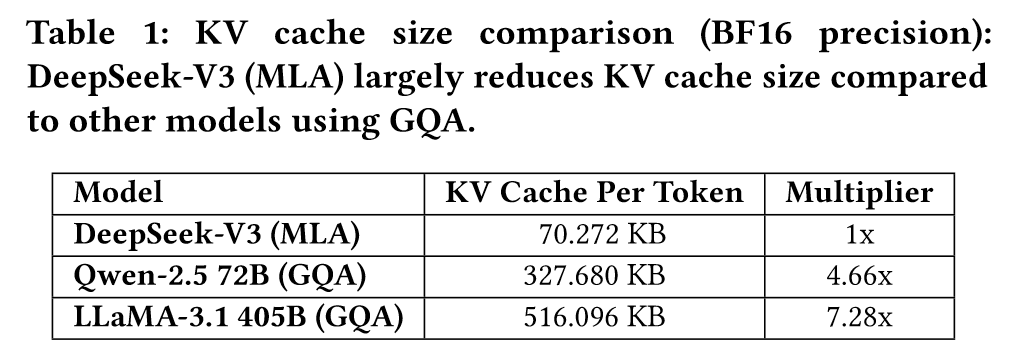 Table 1: KV cache size comparison (BF16 precision):
DeepSeek-V3 (MLA) largely reduces KV cache size compared
to other models using GQA.
Model KV Cache Per Token Multiplier
DeepSeek-V3 (MLA) 70.272 KB 1x
Qwen-2.5 72B (GQA) 327.680 KB 4.66x
LLaMA-3.1 405B (GQA) 516.096 KB 7.28x